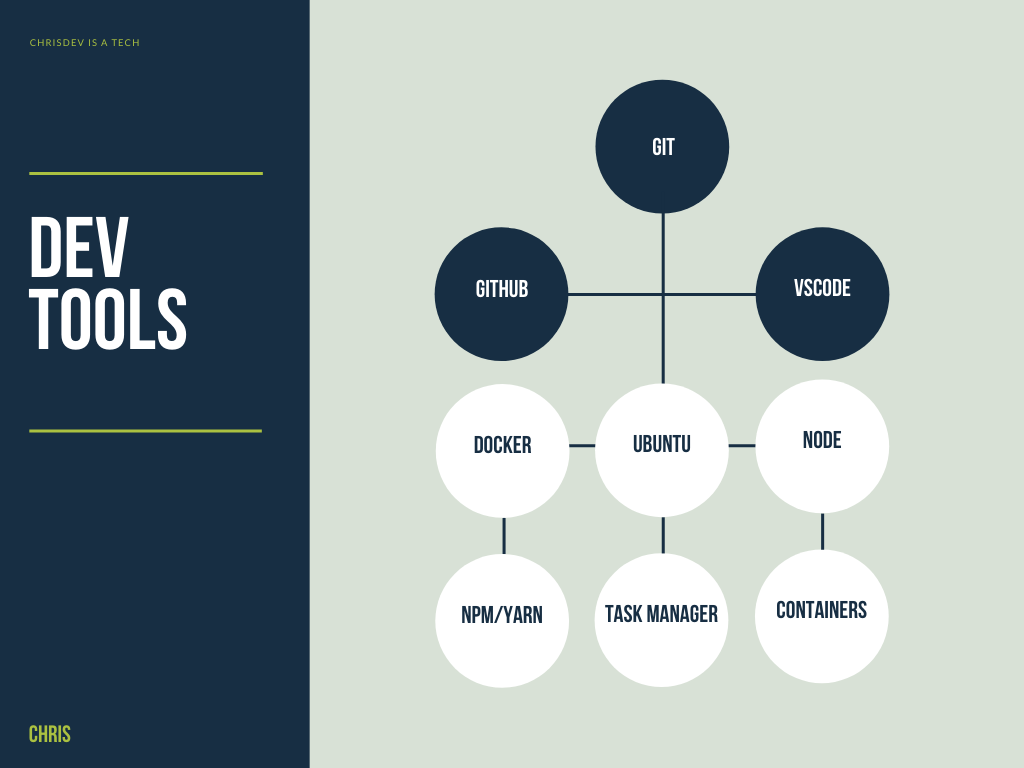 CHRISDEV IS A TECH
DEV
TOOLS
CHRIS
GIT
GITHUB
VSCODE
DOCKER
UBUNTU
NODE
NPM/YARN
TASK MANAGER
CONTAINERS